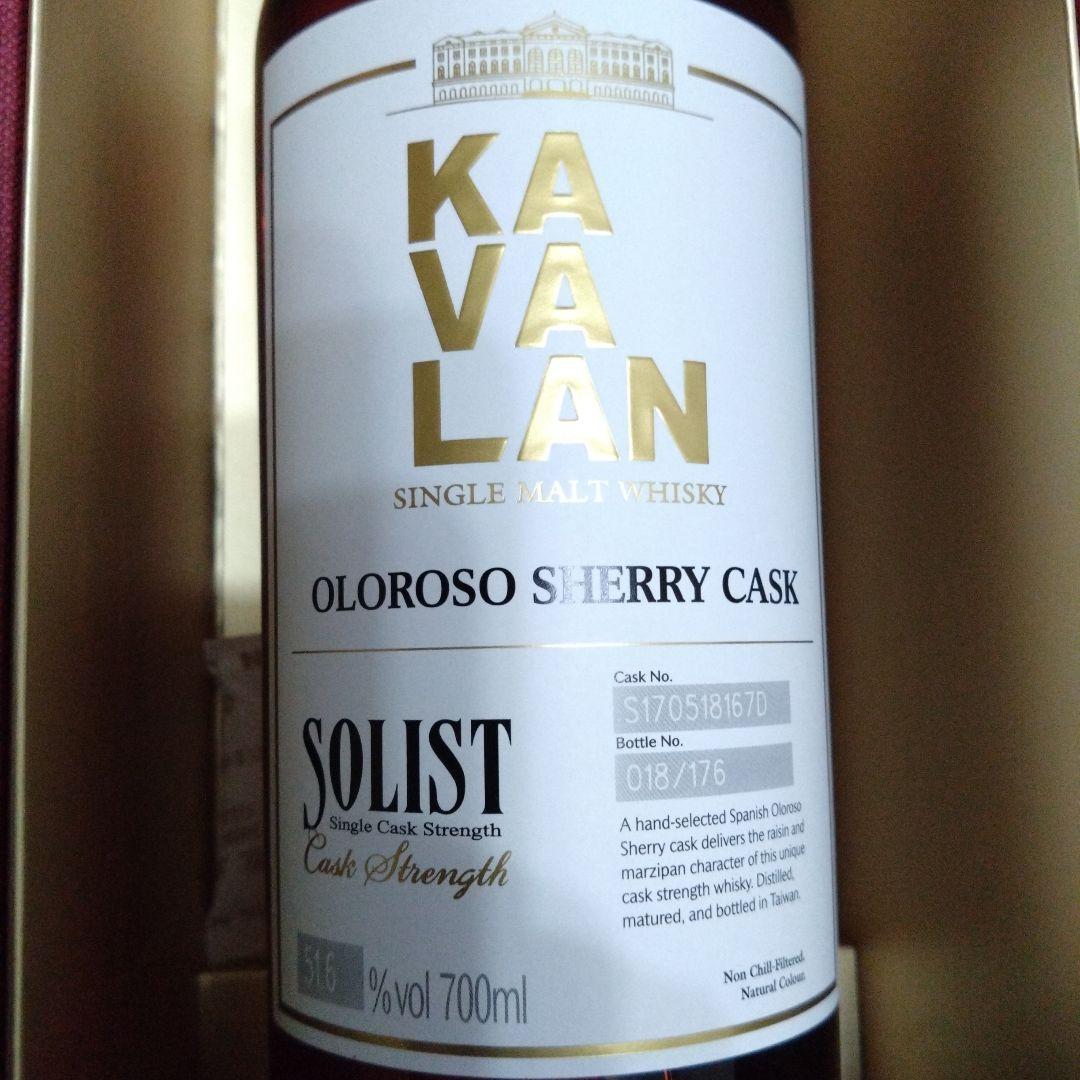 KA
VA
LAN
SINGLE MALT WHISKY
OLOROSO SHERRY CASK
SOLIST
Single Cask Strength
Cask Strength
Cask No.
S170518167D
Bottle No.
018/176
A hand-selected Spanish Oloroso
Sherry cask delivers the raisin and
marzipan character of this unique
cask strength whisky. Distilled,
matured, and bottled in Taiwan.
Non Chill-Filtered.
Natural Colour.
%vol 700ml